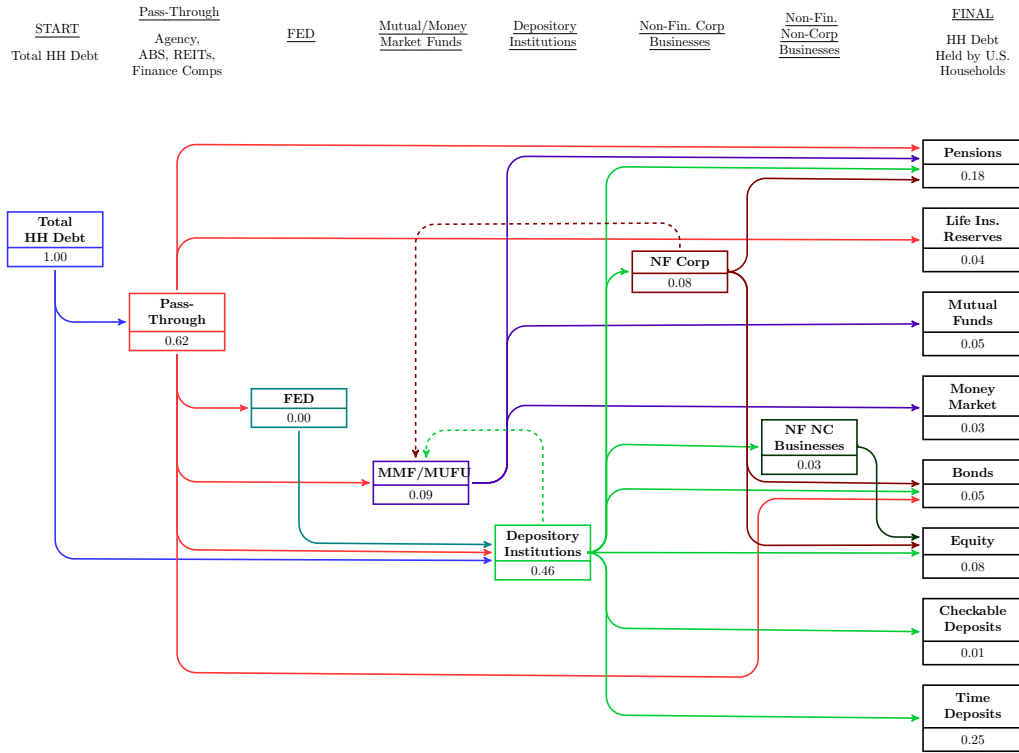 START
Total HH Debt
Pass-Through
Agency,
ABS, REITs,
Finance Comps
FED
Mutual/Money
Market Funds
Depository
Institutions
Non-Fin. Corp
Businesses
Non-Fin.
Non-Corp
Businesses
FINAL
HH Debt
Held by U.S.
Households
Total
HH Debt
1.00
Pass-
Through
0.62
FED
0.00
MMF/MUFU
0.09
Depository
Institutions
0.46
NF Corp
0.08
NF NC
Businesses
0.03
Pensions
0.18
Life Ins.
Reserves
0.04
Mutual
Funds
0.05
Money
Market
0.03
Bonds
0.05
Equity
0.08
Checkable
Deposits
0.01
Time
Deposits
0.25